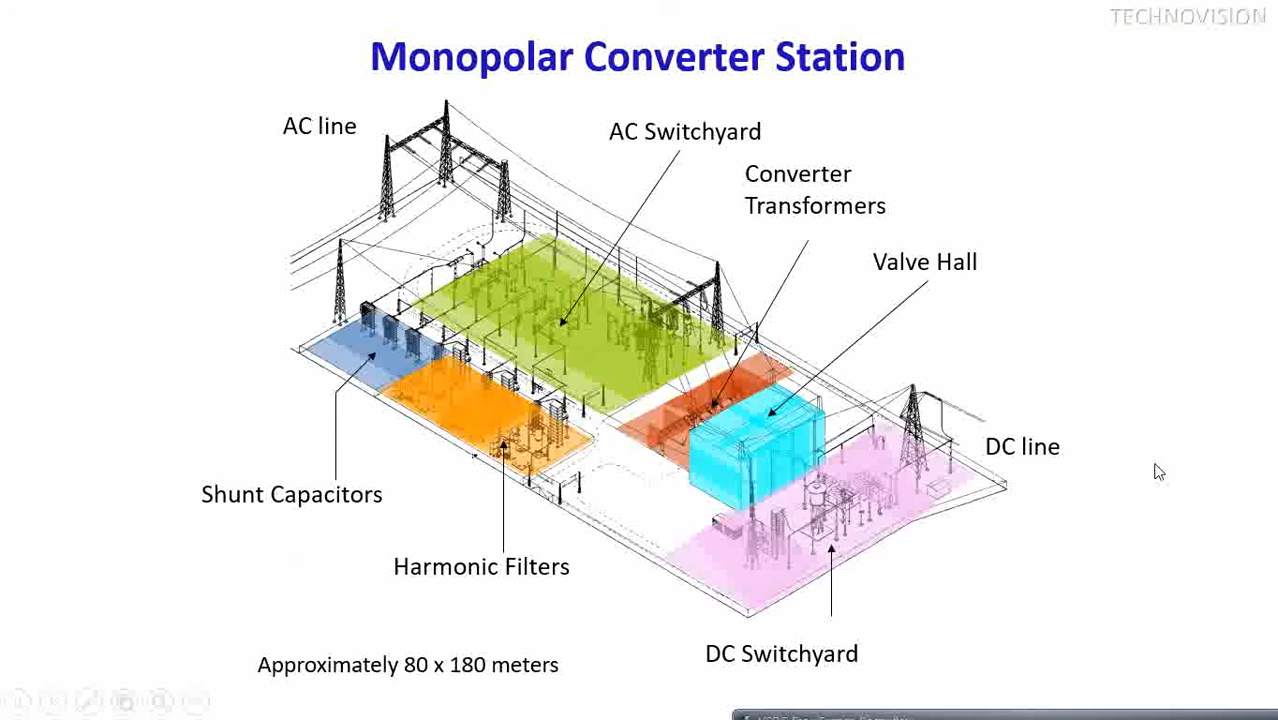 TECHNOVISION
Monopolar Converter Station
AC line
AC Switchyard
Converter
Transformers
Valve Hall
DC line
Shunt Capacitors
Harmonic Filters
DC Switchyard
Approximately 80 x 180 meters